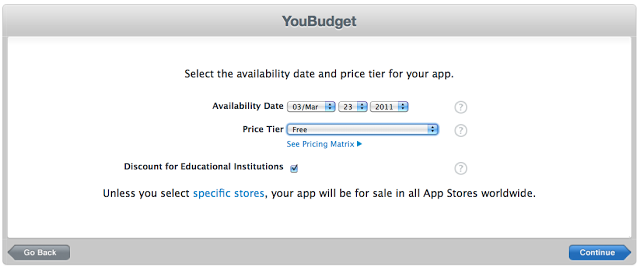 YouBudget
Select the availability date and price tier for your app.
Availability Date 03/Mar 23 2011 ?
Price Tier Free ?
See Pricing Matrix ▶
Discount for Educational Institutions ?
Unless you select specific stores, your app will be for sale in all App Stores worldwide.
Go Back Continue